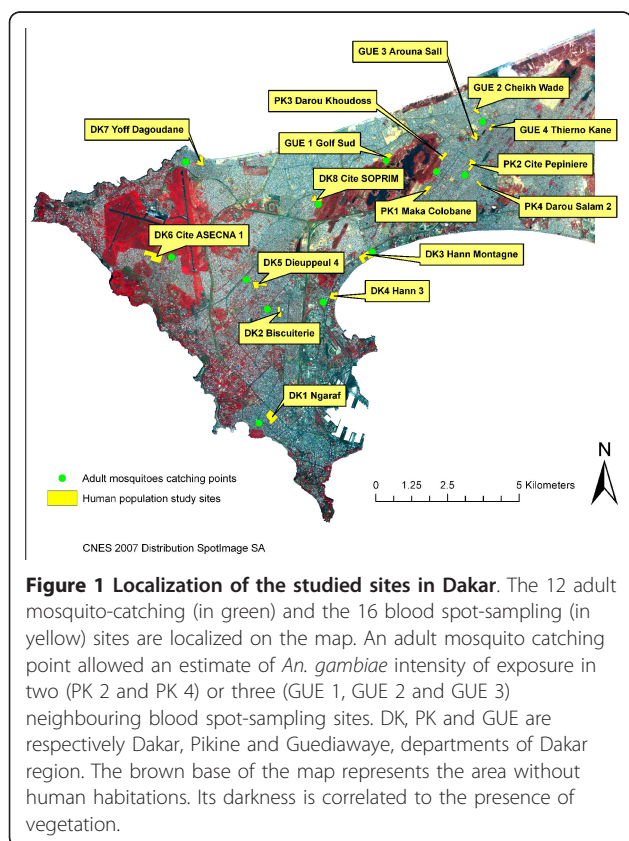 GUE 3 Arouna Sall
GUE 2 Cheikh Wade
PK3 Darou Khoudoss
DK7 Yoff Dagoudane
GUE 1 Golf Sud
GUE 4 Thierno Kane
DK8 Cite SOPRIM
PK2 Cite Pepiniere
PK1 Maka Colobane
PK4 Darou Salam 2
DK6 Cite ASECNA 1
DK5 Dieuppeul 4
DK3 Hann Montagne
DK4 Hann 3
DK2 Biscuiterie
DK1 Ngaraf
N
Adult mosquitoes catching points
Human population study sites
0 1.25 2.5 5 Kilometers
CNES 2007 Distribution SpotImage SA
Figure 1 Localization of the studied sites in Dakar. The 12 adult
mosquito-catching (in green) and the 16 blood spot-sampling (in
yellow) sites are localized on the map. An adult mosquito catching
point allowed an estimate of An. gambiae intensity of exposure in
two (PK 2 and PK 4) or three (GUE 1, GUE 2 and GUE 3)
neighbouring blood spot-sampling sites. DK, PK and GUE are
respectively Dakar, Pikine and Guediawaye, departments of Dakar
region. The brown base of the map represents the area without
human habitations. Its darkness is correlated to the presence of
vegetation.